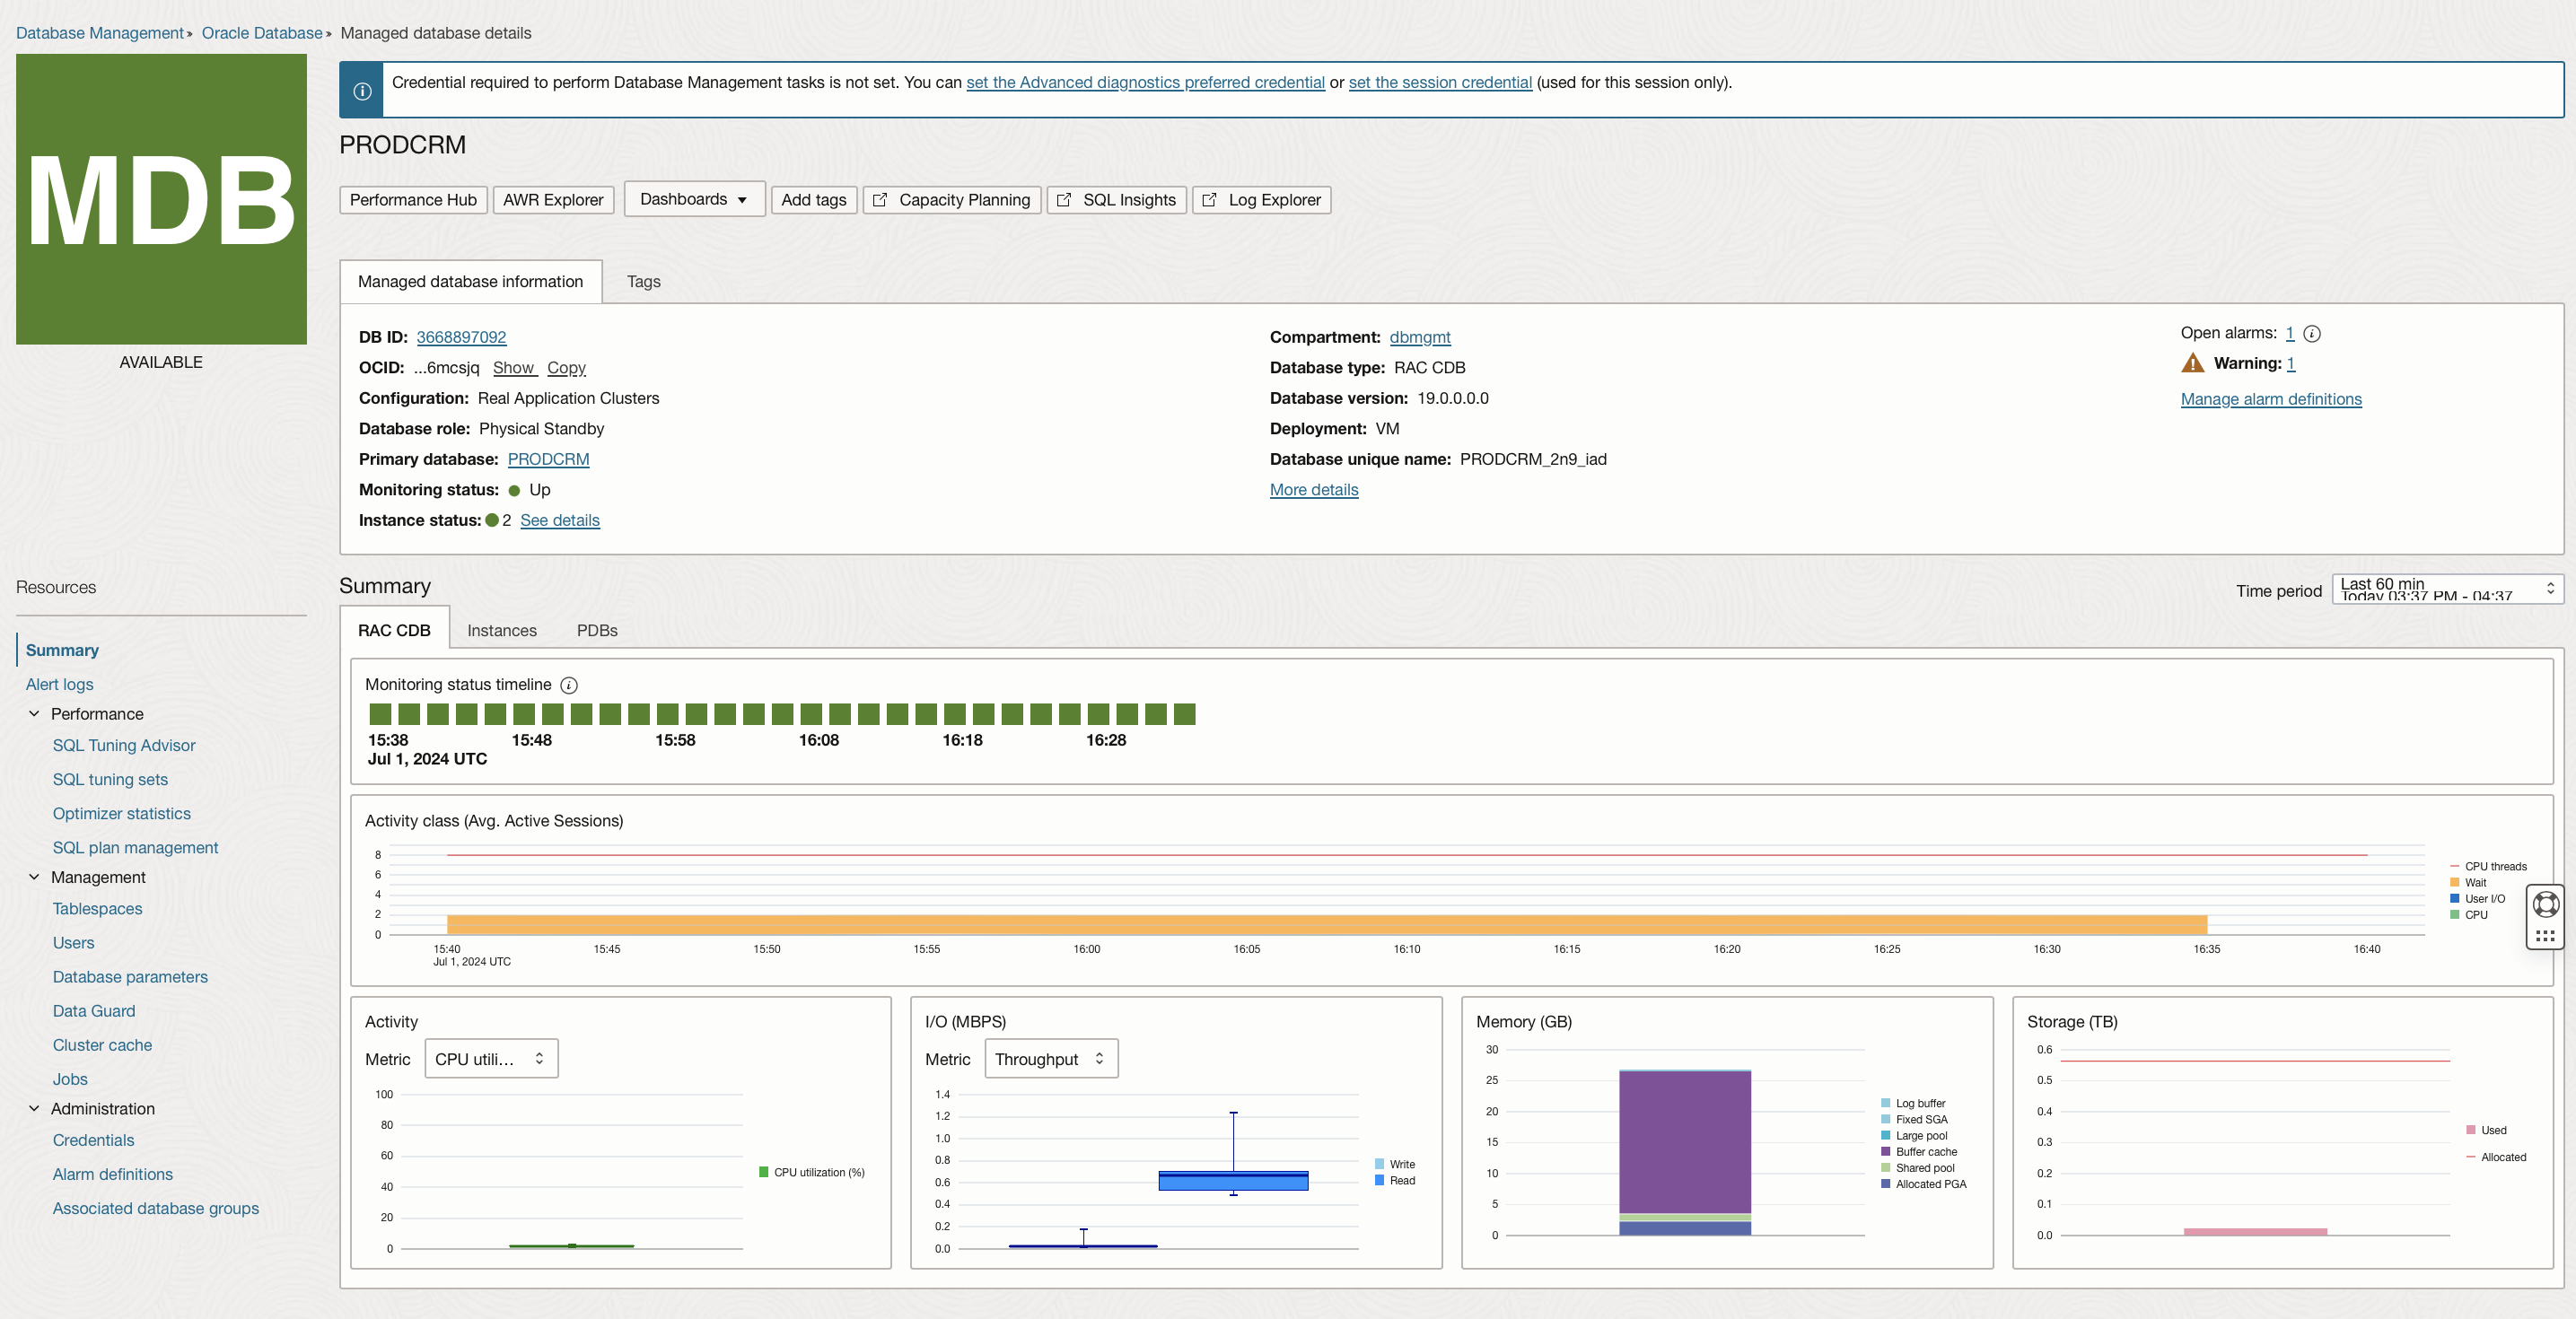 Database Management » Oracle Database » Managed database details
MDB
AVAILABLE
Credential required to perform Database Management tasks is not set. You can set the Advanced diagnostics preferred credential or set the session credential (used for this session only).
PRODCRM
Performance Hub AWR Explorer Dashboards Add tags Capacity Planning SQL Insights Log Explorer
Managed database information Tags
DB ID: 3668897092
OCID: ...6mcsjq Show Copy
Configuration: Real Application Clusters
Database role: Physical Standby
Primary database: PRODCRM
Monitoring status: Up
Instance status: 2 See details
Compartment: dbmgmt
Database type: RAC CDB
Database version: 19.0.0.0.0
Deployment: VM
Database unique name: PRODCRM_2n9_iad
More details
Open alarms: 1
Warning: 1
Manage alarm definitions
Resources
Summary
Alert logs
Performance
SQL Tuning Advisor
SQL tuning sets
Optimizer statistics
SQL plan management
Management
Tablespaces
Users
Database parameters
Data Guard
Cluster cache
Jobs
Administration
Credentials
Alarm definitions
Associated database groups
Summary
Time period Last 60 min
Today 03:37 PM - 04:37
RAC CDB Instances PDBs
Monitoring status timeline
15:38 15:48 15:58 16:08 16:18 16:28
Jul 1, 2024 UTC
Activity class (Avg. Active Sessions)
8
6
4
2
0
15:40 15:45 15:50 15:55 16:00 16:05 16:10 16:15 16:20 16:25 16:30 16:35 16:40
Jul 1, 2024 UTC
CPU threads
Wait
User I/O
CPU
Activity
Metric CPU utili...
100
80
60
40
20
0
CPU utilization (%)
I/O (MBPS)
Metric Throughput
1.4
1.2
1.0
0.8
0.6
0.4
0.2
0.0
Write
Read
Memory (GB)
30
25
20
15
10
5
0
Log buffer
Fixed SGA
Large pool
Buffer cache
Shared pool
Allocated PGA
Storage (TB)
0.6
0.5
0.4
0.3
0.2
0.1
0.0
Used
Allocated